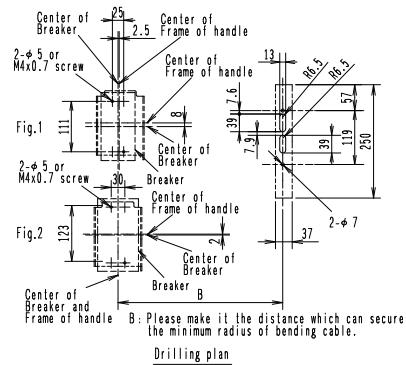 Center of
Breaker
25
2.5
Center of
Frame of handle
2-φ 5 or
M4x0.7 screw
Center of
Frame of handle
Fig.1
111
8
Center of
Breaker
Breaker
2-φ 5 or
M4x0.7 screw
30
Center of
Frame of handle
Fig.2
123
2
Center of
Breaker
Breaker
Center of
Breaker and
Frame of handle
B
13
R6.5
R6.5
7.6
39
7.9
39
57
119
250
2-φ 7
37
B: Please make it the distance which can secure
the minimum radius of bending cable.
Drilling plan